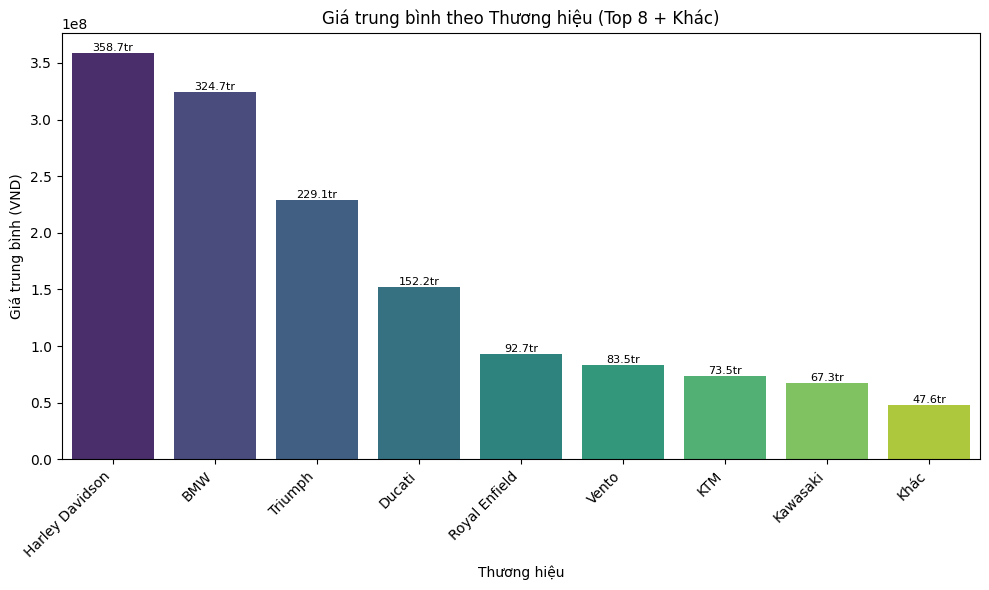 Giá trung bình theo Thương hiệu (Top 8 + Khác)
1e8
358.7tr
324.7tr
229.1tr
152.2tr
92.7tr
83.5tr
73.5tr
67.3tr
47.6tr
3.5
3.0
2.5
2.0
1.5
1.0
0.5
0.0
Giá trung bình (VND)
Harley Davidson
BMW
Triumph
Ducati
Royal Enfield
Vento
KTM
Kawasaki
Khác
Thương hiệu